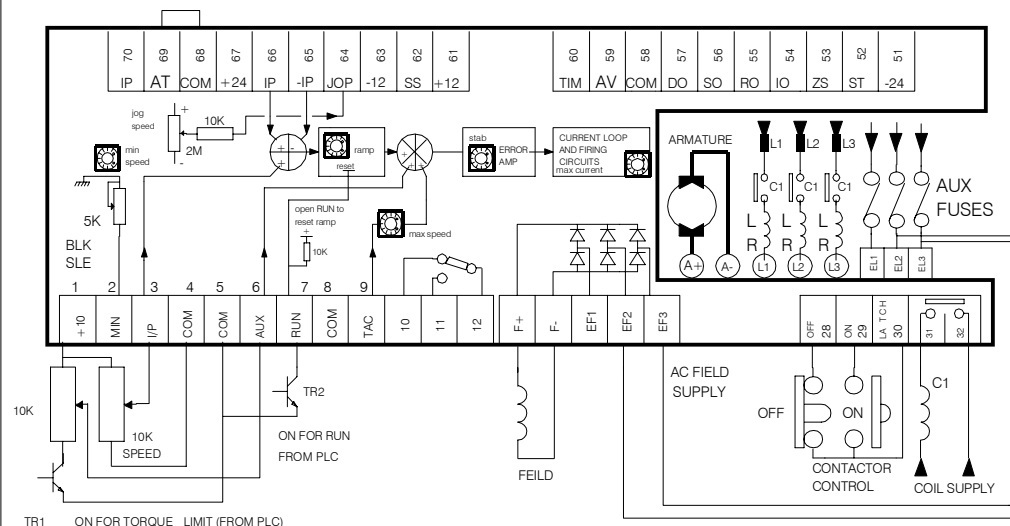 70 69 68 67 66 65 64 63 62 61
IP AT COM +24 IP -IP JOP -12 SS +12
60 59 58 57 56 55 54 53 52 51
TIM AV COM DO SO RO IO ZS ST -24
jog
speed
+
10K
2M
-
min
speed
+ -
+
ramp
reset
+
+ +
stab
ERROR
AMP
CURRENT LOOP
AND FIRING
CIRCUITS
max current
ARMATURE
L1 L2 L3
C1 C1 C1
L L L
R R R
AUX
FUSES
5K
BLK
SLE
open RUN to
reset ramp
+
10K
max speed
A+ A- L1 L2 L3 EL1 EL2 EL3
1 2 3 4 5 6 7 8 9
+10 MIN I/P COM COM AUX RUN COM TAC 10 11 12
F+ F- EF1 EF2 EF3
OFF 28 ON 29 LATCH 30 31 32
AC FIELD
SUPPLY
10K
10K
SPEED
TR2
ON FOR RUN
FROM PLC
FEILD
OFF ON
CONTACTOR
CONTROL
C1
COIL SUPPLY
TR1 ON FOR TORQUE LIMIT (FROM PLC)